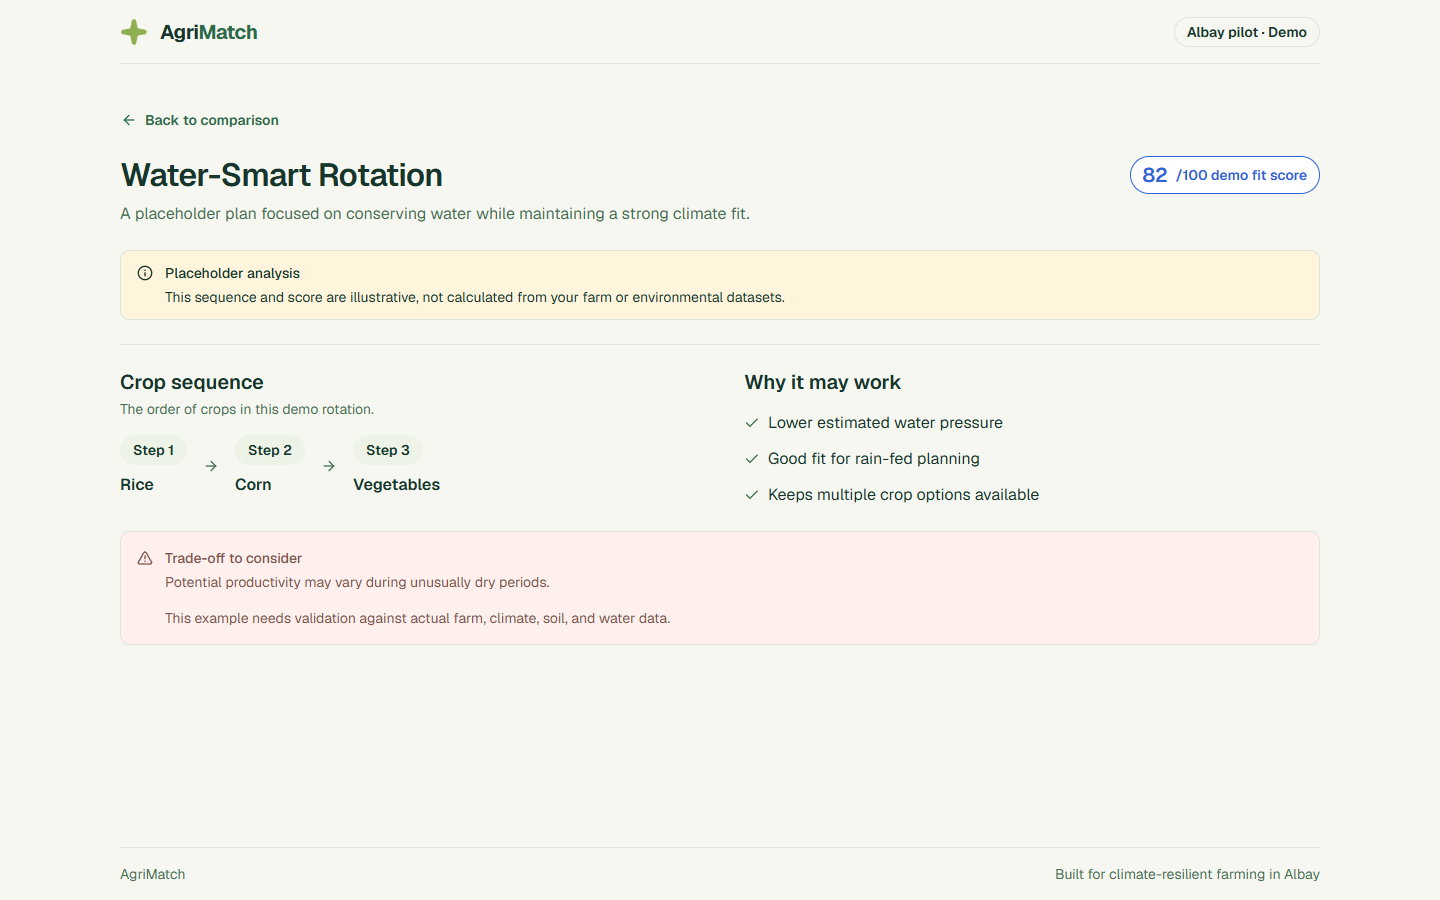 AgriMatch
Albay pilot · Demo
Back to comparison
Water-Smart Rotation
82 /100 demo fit score
A placeholder plan focused on conserving water while maintaining a strong climate fit.
Placeholder analysis
This sequence and score are illustrative, not calculated from your farm or environmental datasets.
Crop sequence
The order of crops in this demo rotation.
Step 1
Rice
Step 2
Corn
Step 3
Vegetables
Why it may work
Lower estimated water pressure
Good fit for rain-fed planning
Keeps multiple crop options available
Trade-off to consider
Potential productivity may vary during unusually dry periods.
This example needs validation against actual farm, climate, soil, and water data.
AgriMatch
Built for climate-resilient farming in Albay